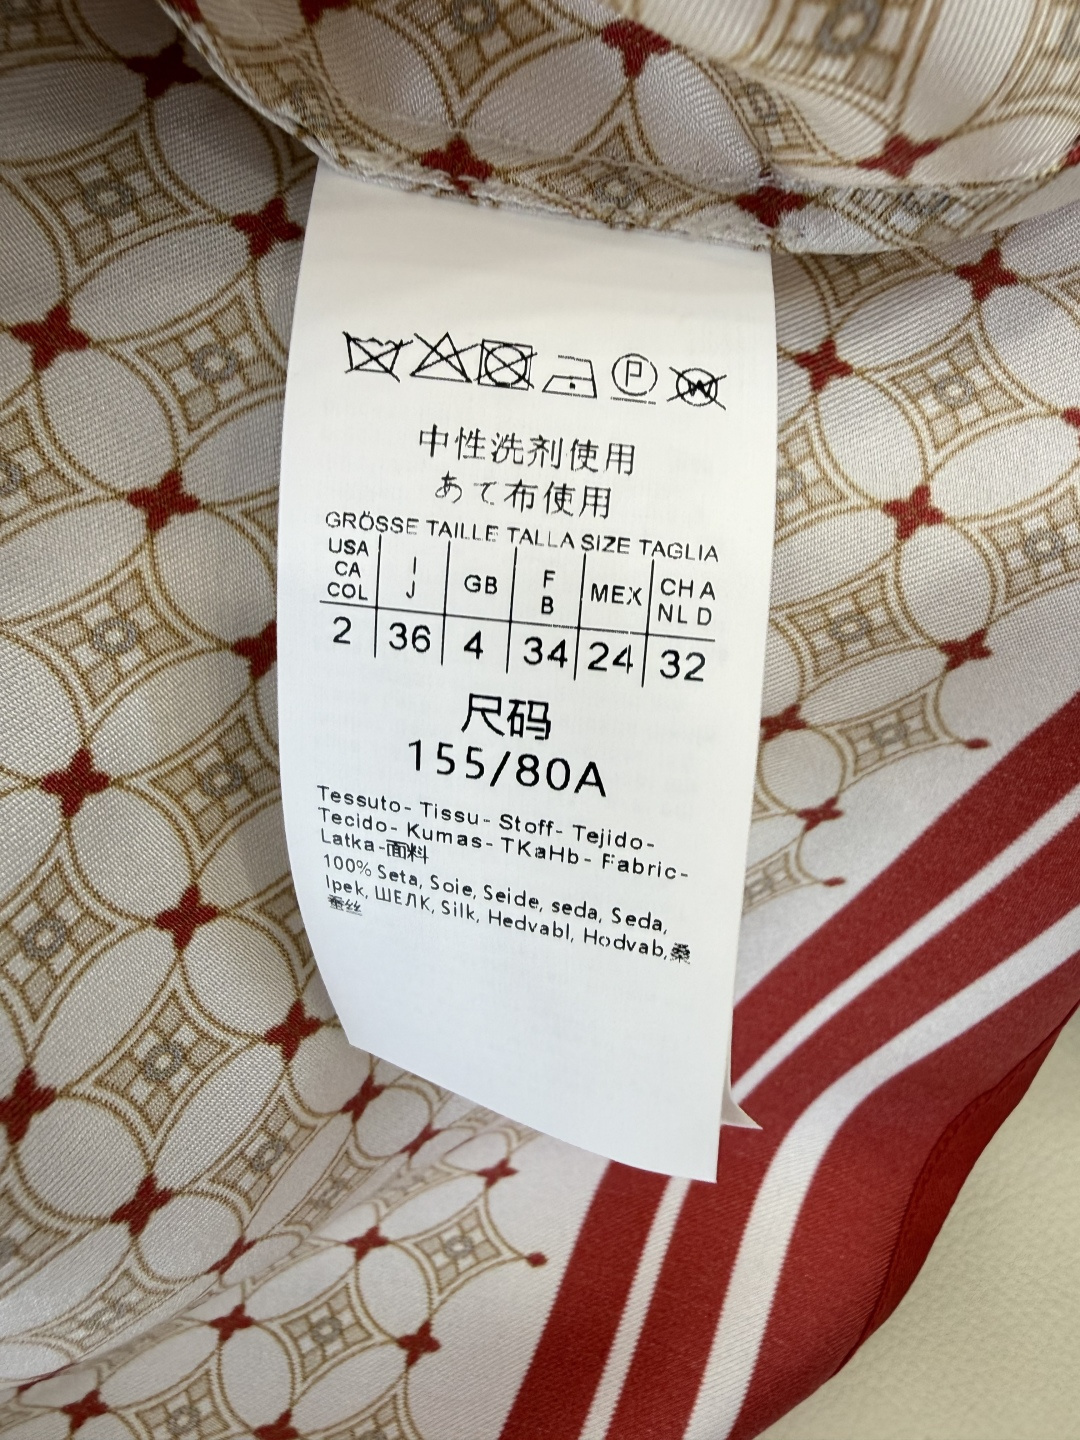 P W
中性洗剂使用
あて布使用
GRÖSSE TAILLE TALLA SIZE TAGLIA
USA CA COL I J GB F B MEX CH A NL D
2 36 4 34 24 32
尺码
155/80A
Tessuto- Tissu- Stoff- Tejido-
Tecido- Kumas- TKaHb- Fabric-
Latka-面料
100% Seta, Soie, Seide, seda, Seda,
Ipek, ШЕЛК, Silk, Hedvabl, Hodvab,桑
蚕丝